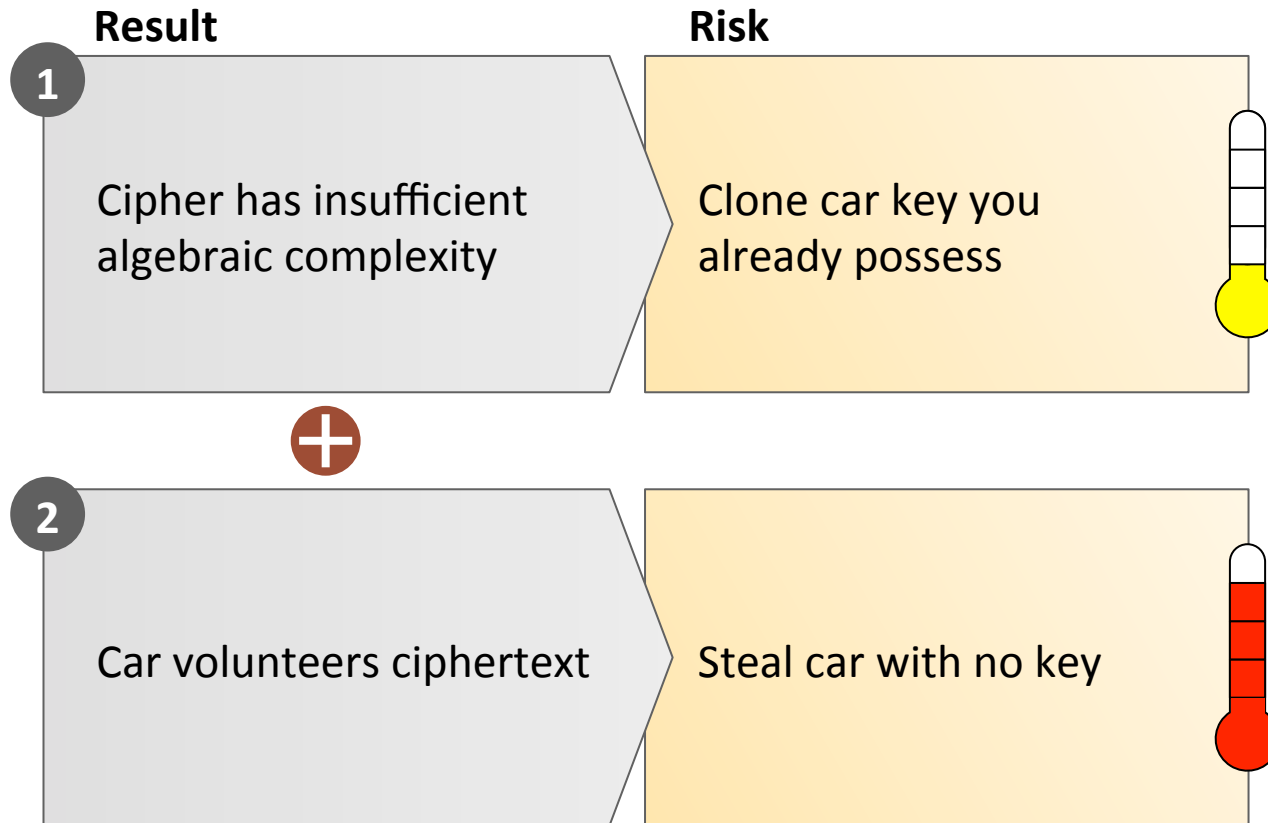 Result
Risk
1
Cipher has insufficient
algebraic complexity
Clone car key you
already possess
2
Car volunteers ciphertext
Steal car with no key